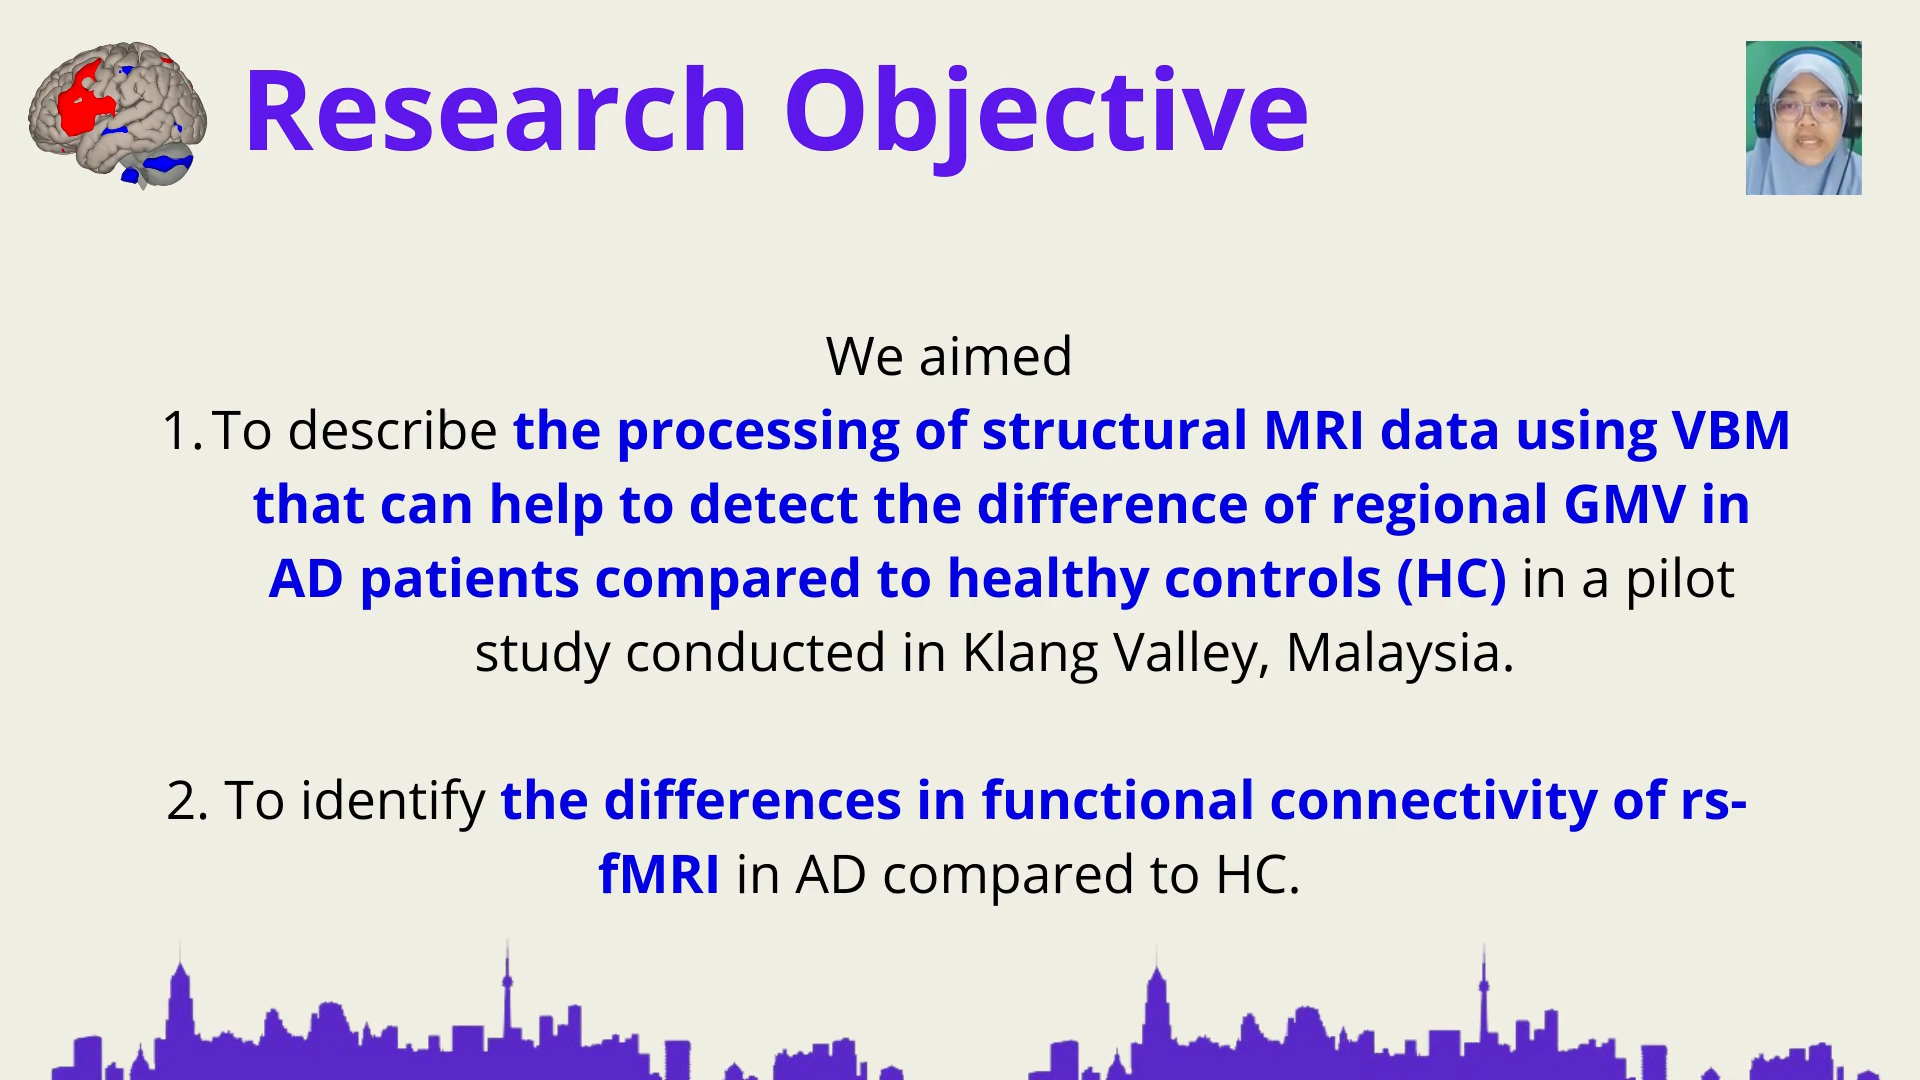 Research Objective
We aimed
1. To describe the processing of structural MRI data using VBM
that can help to detect the difference of regional GMV in
AD patients compared to healthy controls (HC) in a pilot
study conducted in Klang Valley, Malaysia.
2. To identify the differences in functional connectivity of rs-
fMRI in AD compared to HC.